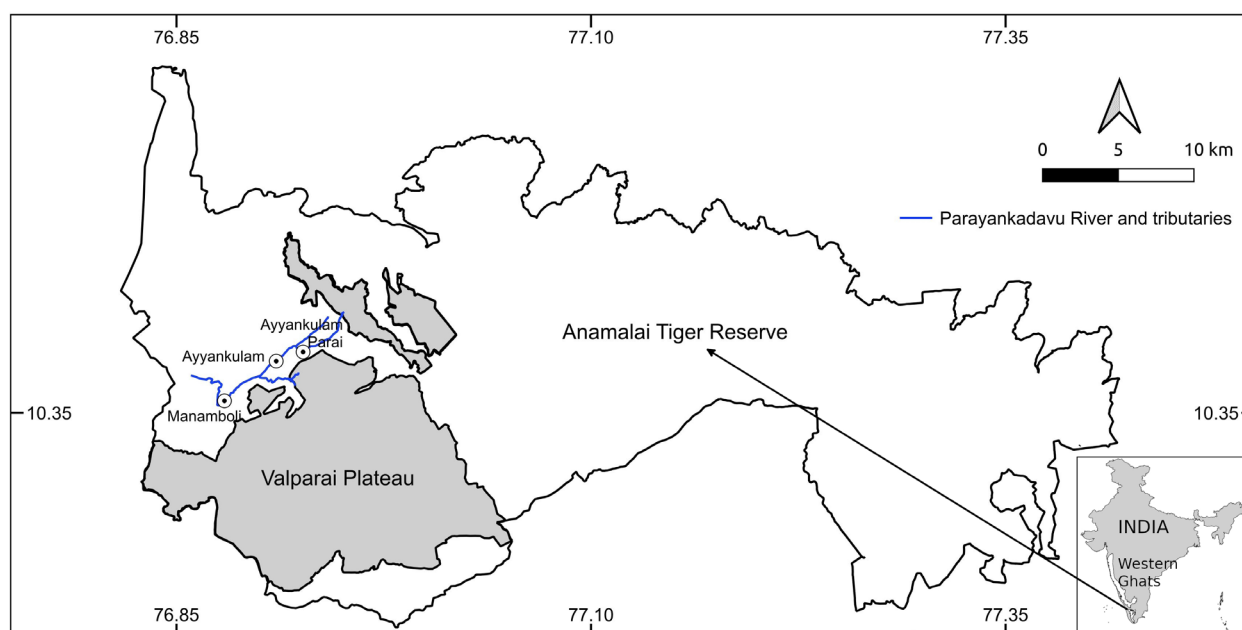 76.85
77.10
77.35
0
5
10 km
Parayankadavu River and tributaries
Ayyankulam
Parai
Anamalai Tiger Reserve
Ayyankulam
Manamboli
10.35
10.35
Valparai Plateau
INDIA
Western
Ghats
76.85
77.10
77.35